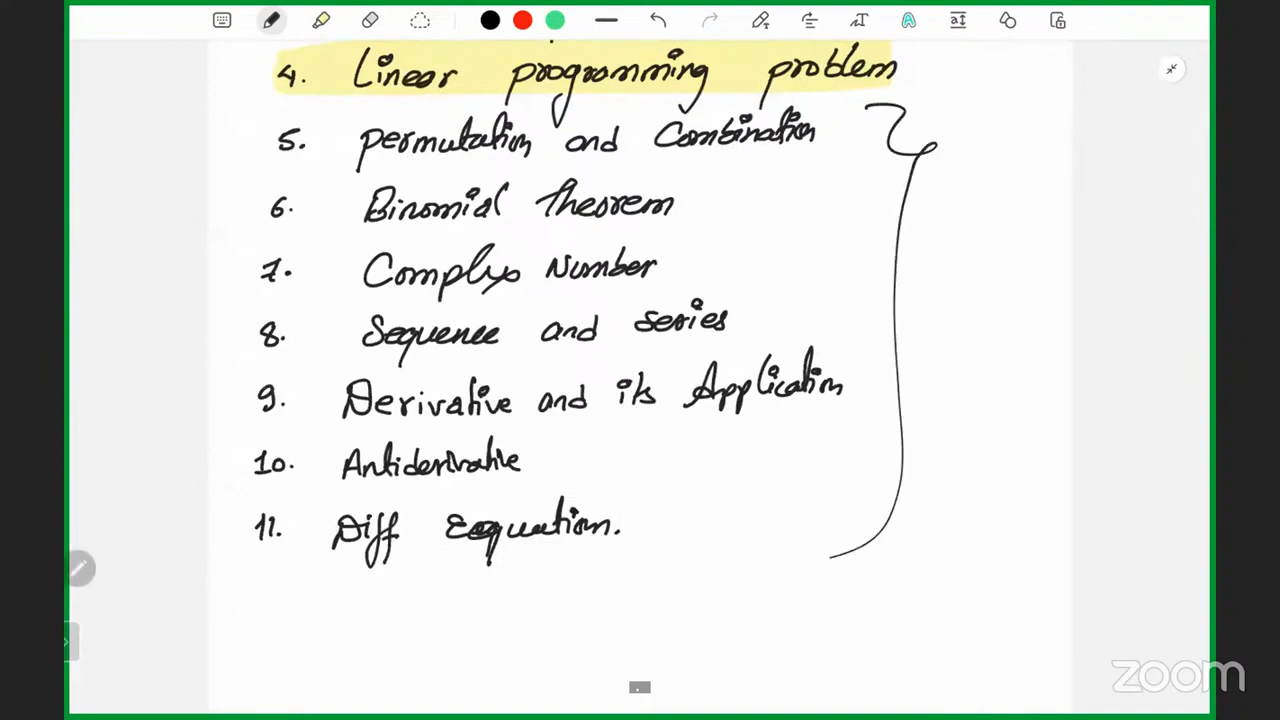 4. Linear programming problem
5. Permutation and Combination
6. Binomial Theorem
7. Complex Number
8. Sequence and series
9. Derivative and its Application
10. Antiderivative
11. Diff Equation.
zoom